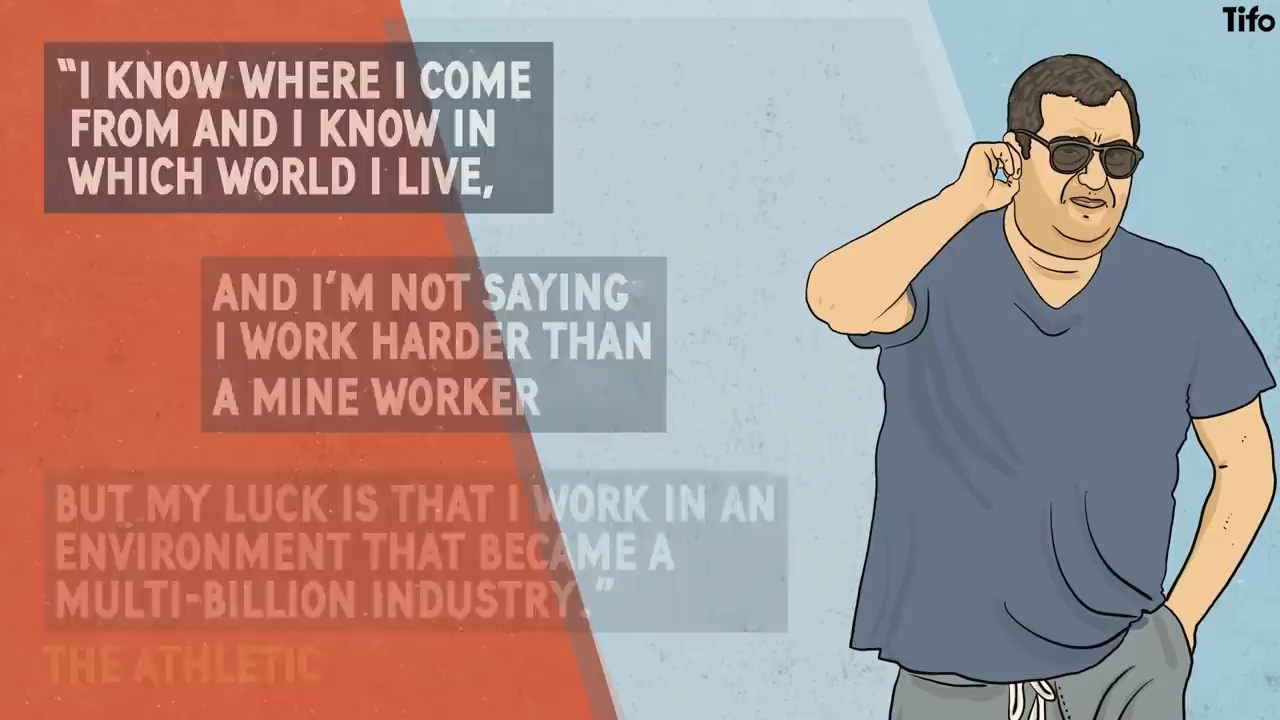 Tifo
“I KNOW WHERE I COME
FROM AND I KNOW IN
WHICH WORLD I LIVE,
AND I’M NOT SAYING
I WORK HARDER THAN
A MINE WORKER
BUT MY LUCK IS THAT I WORK IN AN
ENVIRONMENT THAT BECAME A
MULTI-BILLION INDUSTRY.”
THE ATHLETIC